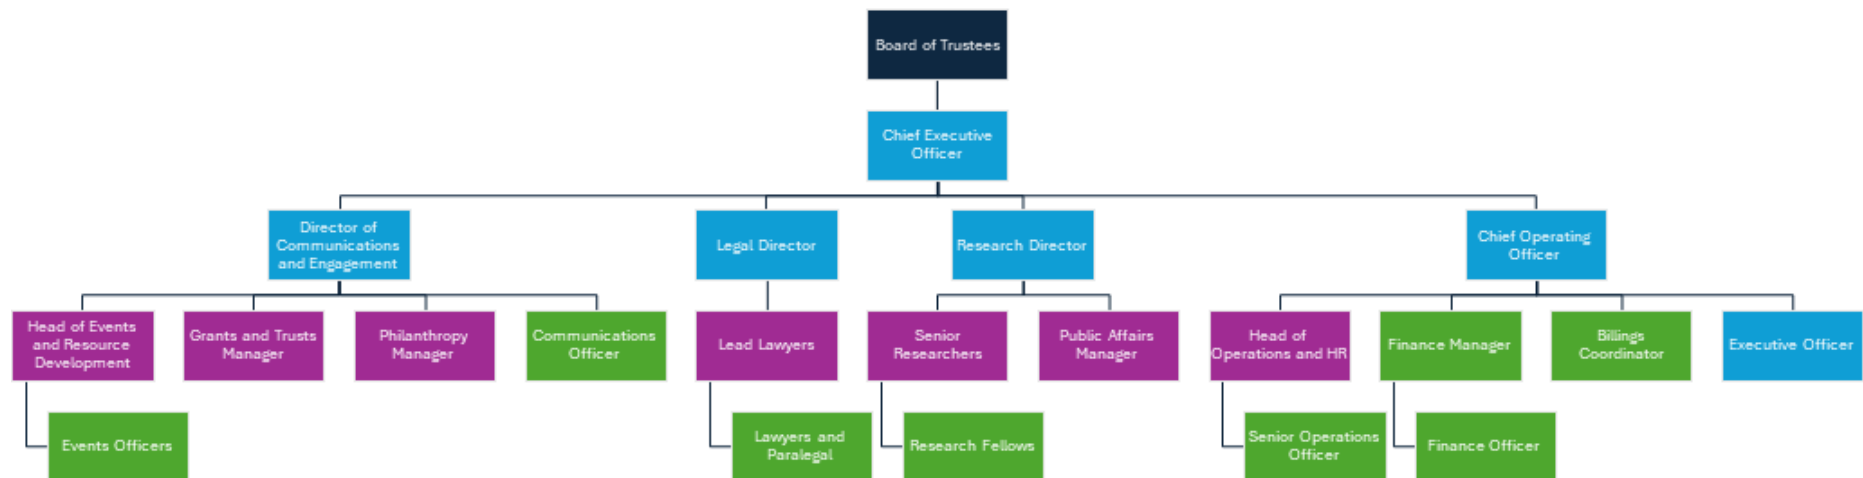 Board of Trustees
Chief Executive
Officer
Director of
Communications
and Engagement
Legal Director
Research Director
Chief Operating
Officer
Head of Events
and Resource
Development
Grants and Trusts
Manager
Philanthropy
Manager
Communications
Officer
Lead Lawyers
Senior
Researchers
Public Affairs
Manager
Head of
Operations and HR
Finance Manager
Billings
Coordinator
Executive Officer
Events Officers
Lawyers and
Paralegal
Research Fellows
Senior Operations
Officer
Finance Officer